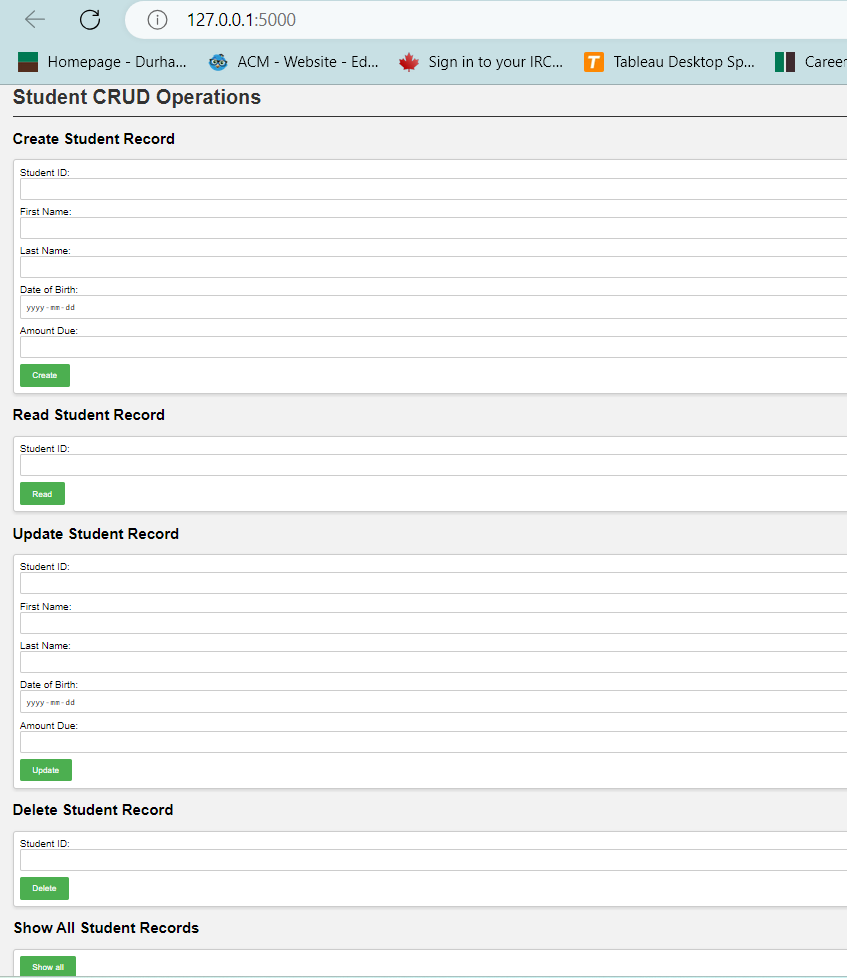 127.0.0.1:5000
Homepage - Durha... ACM - Website - Ed... Sign in to your IRC... T Tableau Desktop Sp... Career
Student CRUD Operations
Create Student Record
Student ID:
First Name:
Last Name:
Date of Birth:
yyyy-mm-dd
Amount Due:
Create
Read Student Record
Student ID:
Read
Update Student Record
Student ID:
First Name:
Last Name:
Date of Birth:
yyyy-mm-dd
Amount Due:
Update
Delete Student Record
Student ID:
Delete
Show All Student Records
Show all